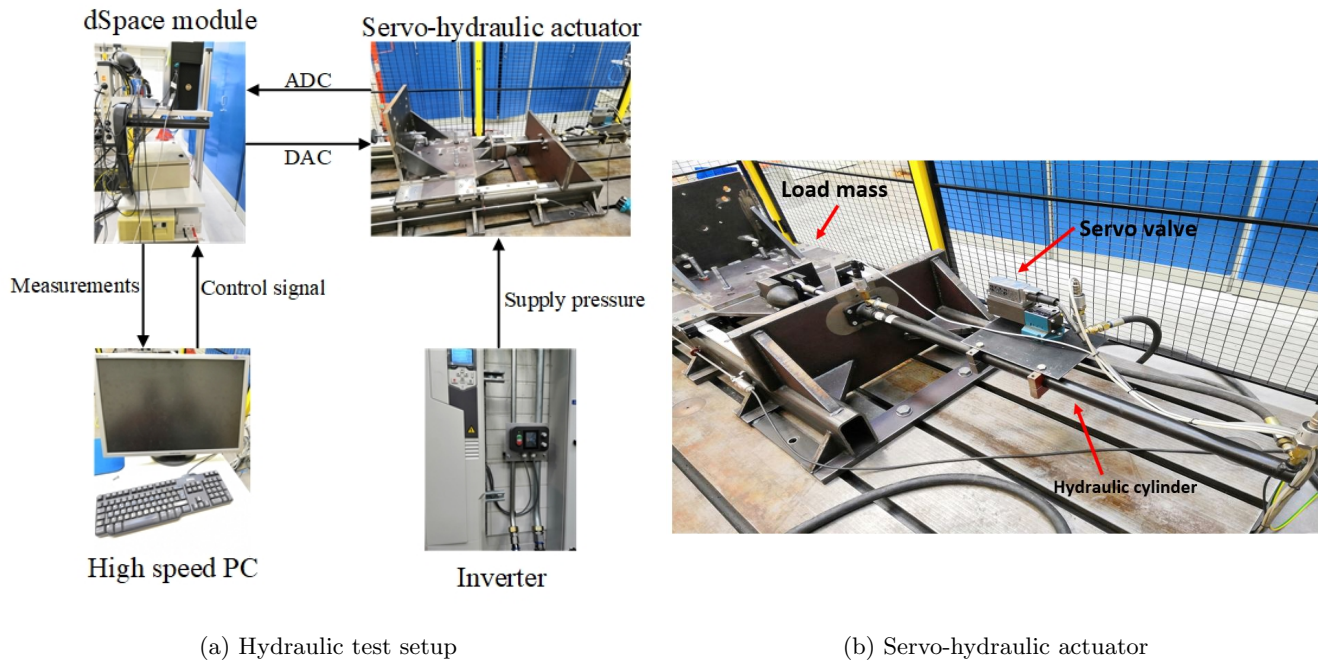 dSpace module
Servo-hydraulic actuator
ADC
DAC
Measurements
Control signal
Supply pressure
High speed PC
Inverter
Load mass
Servo valve
Hydraulic cylinder
(a) Hydraulic test setup
(b) Servo-hydraulic actuator